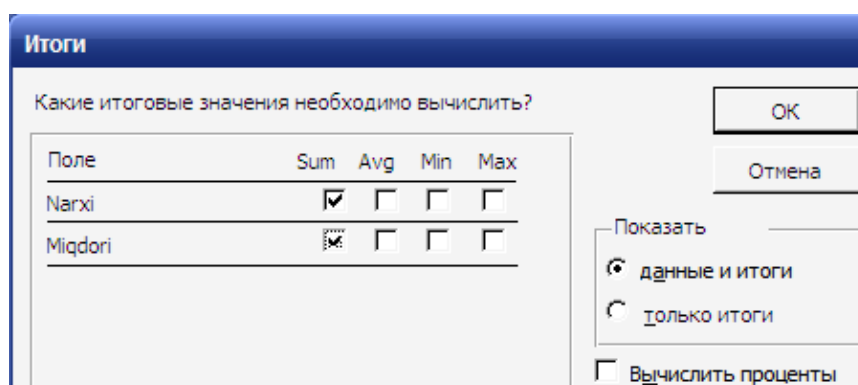 Итоги
Какие итоговые значения необходимо вычислить?
Поле Sum Avg Min Max
Narxi
Miqdori
ОК
Отмена
Показать
данные и итоги
только итоги
Вычислить проценты